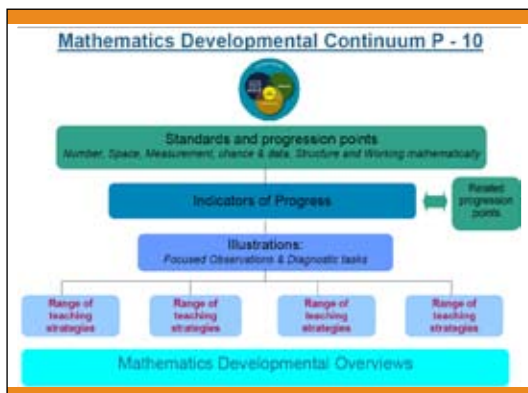 Mathematics Developmental Continuum P - 10
Standards and progression points
Number, Space, Measurement, chance & data, Structure and Working mathematically
Indicators of Progress
Related
progression
points
Illustrations:
Focused Observations & Diagnostic tasks
Range of
teaching
strategies
Range of
teaching
strategies
Range of
teaching
strategies
Range of
teaching
strategies
Mathematics Developmental Overviews